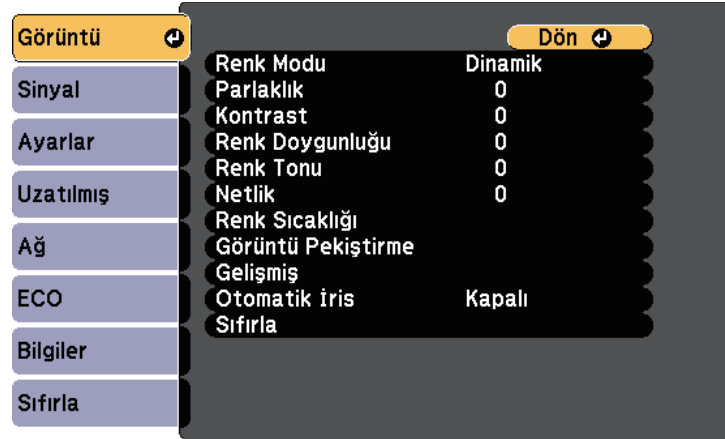 Görüntü
Sinyal
Ayarlar
Uzatılmış
Ağ
ECO
Bilgiler
Sıfırla
Dön
Renk Modu Dinamik
Parlaklık 0
Kontrast 0
Renk Doygunluğu 0
Renk Tonu 0
Netlik 0
Renk Sıcaklığı
Görüntü Pekiştirme
Gelişmiş
Otomatik İris Kapalı
Sıfırla